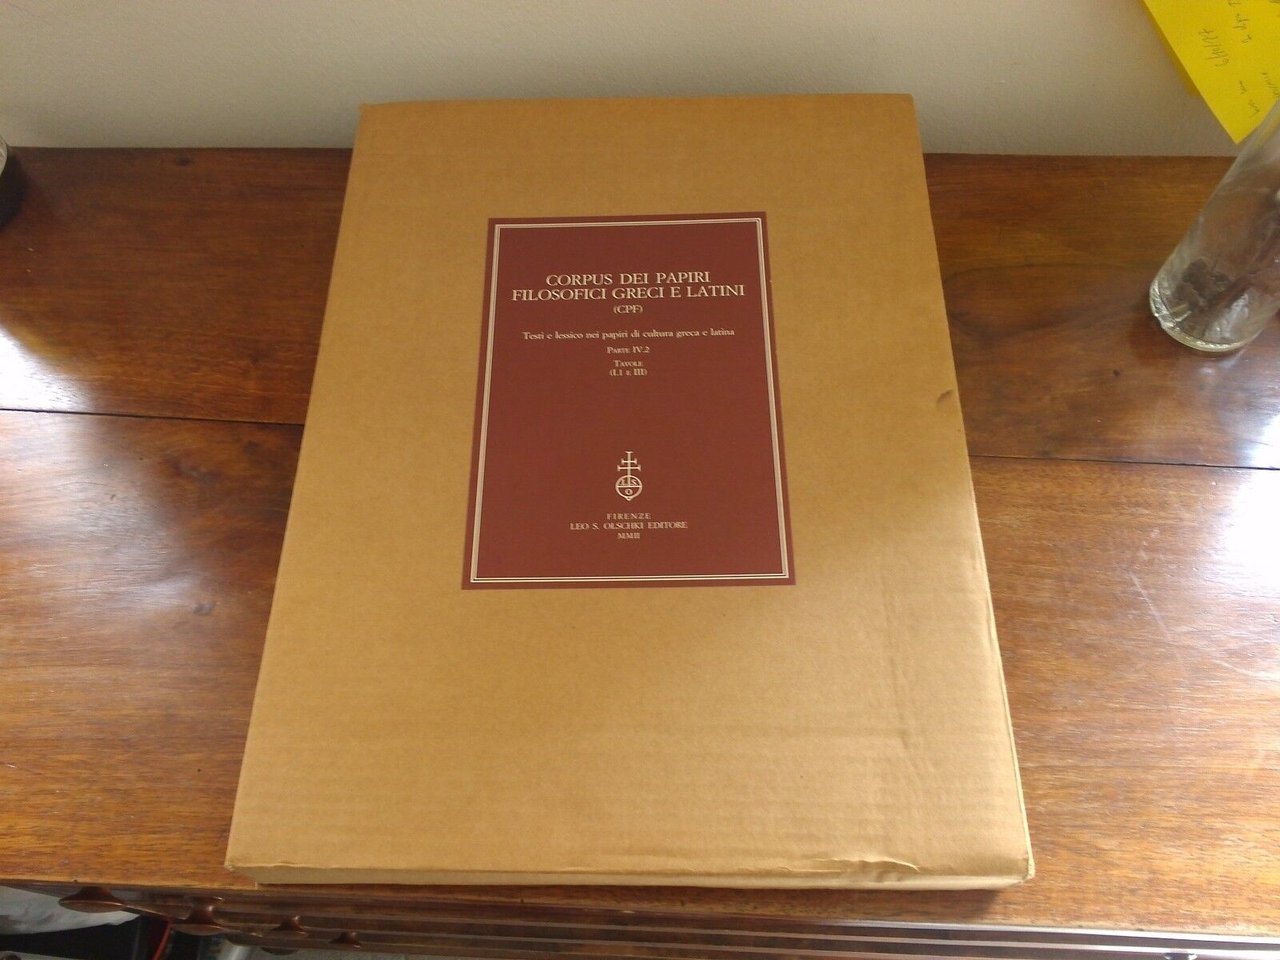 CORPUS DEI PAPIRI
FILOSOFICI GRECI E LATINI
(CPF)
Testi e lessico nei papiri di cultura greca e latina
PARTE IV.2
TAVOLE
(I.1 E III)
L S
O
FIRENZE
LEO S. OLSCHKI EDITORE
MMII